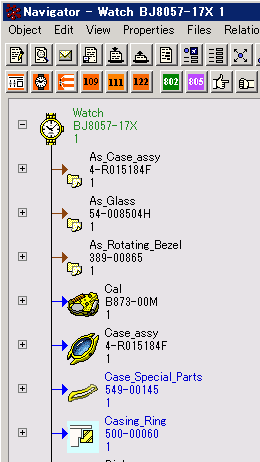 Navigator - Watch BJ8057-17X 1
Object Edit View Properties Files Relatio
109 111 122 802 805
Watch
BJ8057-17X
1
As_Case_assy
4-R015184F
1
As_Glass
54-008504H
1
As_Rotating_Bezel
389-00865
1
Cal
B873-00M
1
Case_assy
4-R015184F
1
Case_Special_Parts
549-00145
1
Casing_Ring
500-00060
1